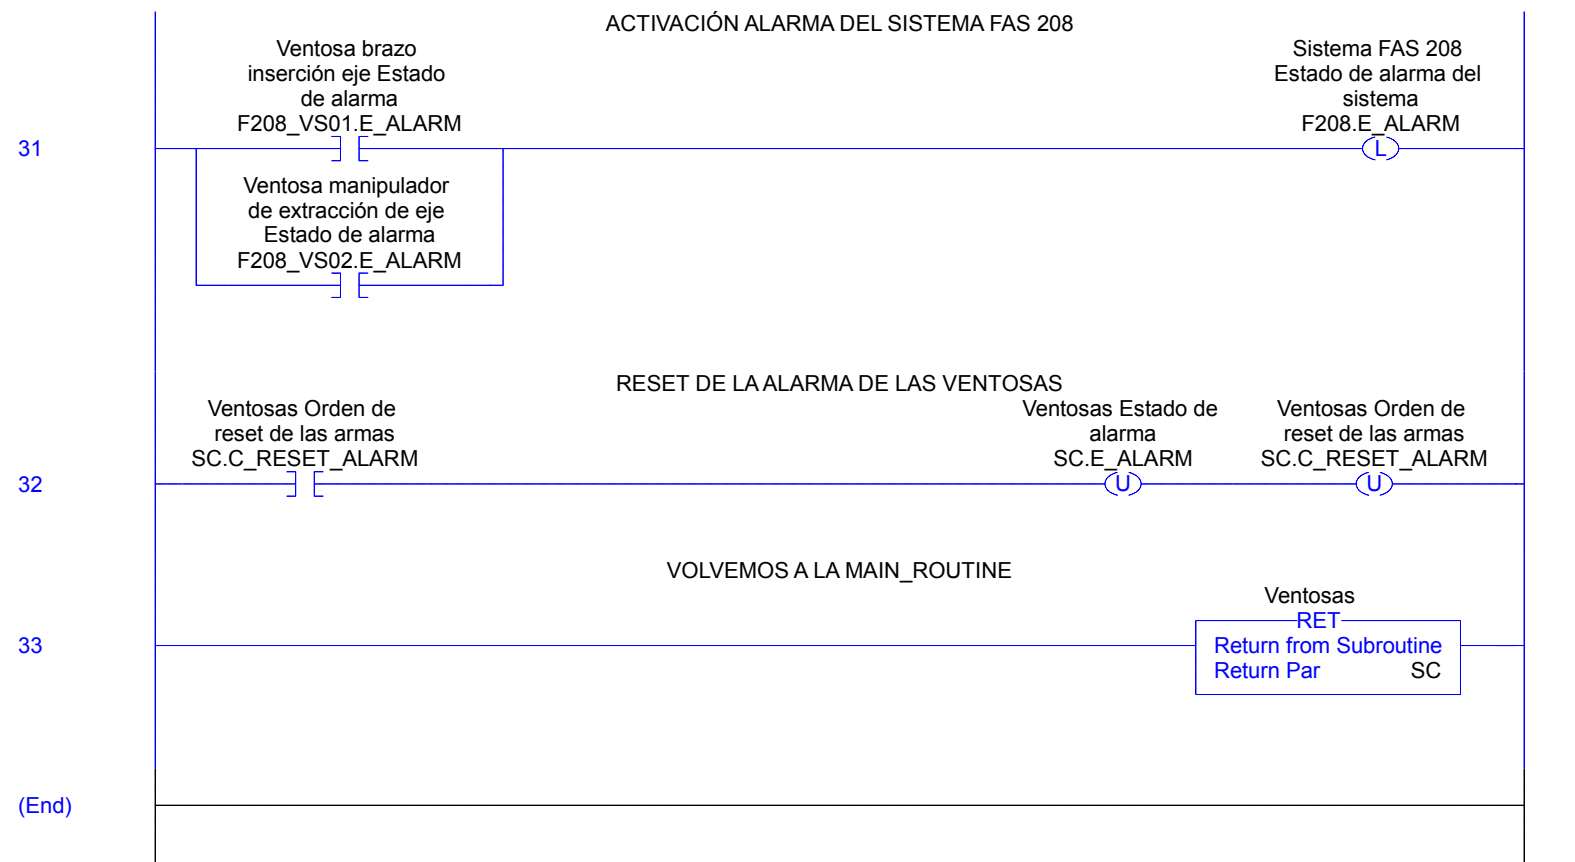 ACTIVACIÓN ALARMA DEL SISTEMA FAS 208
Ventosa brazo
inserción eje Estado
de alarma
F208_VS01.E_ALARM
Sistema FAS 208
Estado de alarma del
sistema
F208.E_ALARM
31
L
Ventosa manipulador
de extracción de eje
Estado de alarma
F208_VS02.E_ALARM
RESET DE LA ALARMA DE LAS VENTOSAS
Ventosas Orden de
reset de las armas
SC.C_RESET_ALARM
Ventosas Estado de
alarma
SC.E_ALARM
Ventosas Orden de
reset de las armas
SC.C_RESET_ALARM
32
U
U
VOLVEMOS A LA MAIN_ROUTINE
Ventosas
RET
33
Return from Subroutine
Return Par SC
(End)